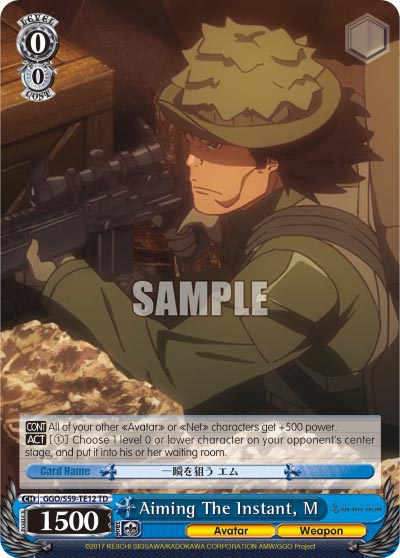 LEVEL
0
0
COST
SAMPLE
CONT All of your other «Avatar» or «Net» characters get +500 power.
ACT [①] Choose 1 level 0 or lower character on your opponent's center
stage, and put it into his or her waiting room.
Card Name 一瞬を狙う エム
CH GGO/S59-TE12 TD
Aiming The Instant, M
POWER 1500
Avatar Weapon
©2017 KEIICHI SIGSAWA/KADOKAWA CORPORATION AMW/GGO Project